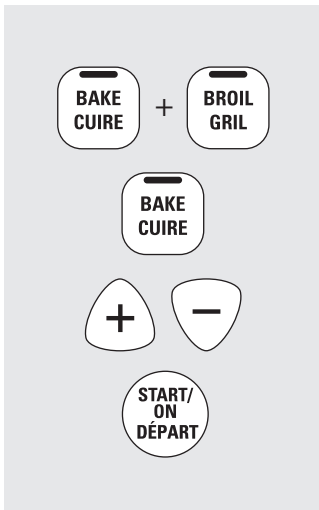 BAKE
CUIRE
+
BROIL
GRIL
BAKE
CUIRE
+ −
START/
ON
DÉPART